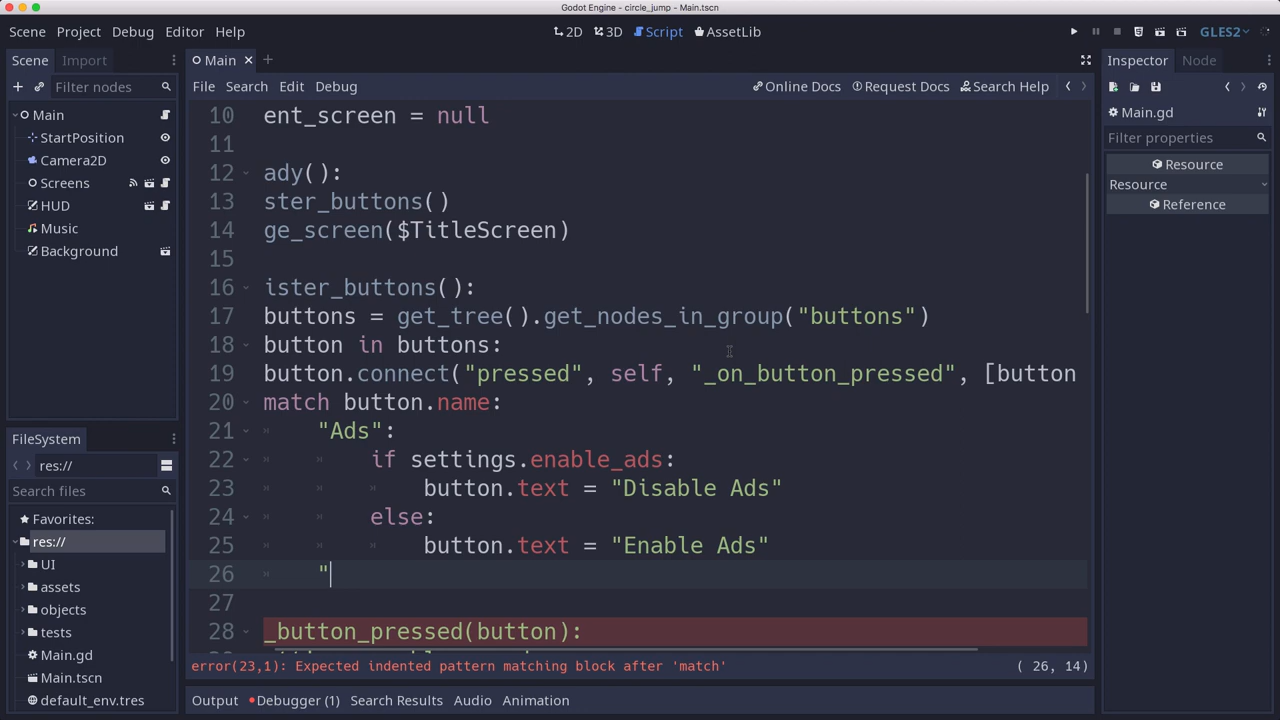 Godot Engine - circle_jump - Main.tscn
Scene Project Debug Editor Help
2D 3D Script AssetLib
GLES2
Scene Import
Filter nodes
Main
StartPosition
Camera2D
Screens
HUD
Music
Background
FileSystem
res://
Search files
Favorites:
res://
UI
assets
objects
tests
Main.gd
Main.tscn
default_env.tres
Main
File Search Edit Debug
Online Docs Request Docs Search Help
10 ent_screen = null
11
12 ady():
13 ster_buttons()
14 ge_screen($TitleScreen)
15
16 ister_buttons():
17 buttons = get_tree().get_nodes_in_group("buttons")
18 button in buttons:
19 button.connect("pressed", self, "_on_button_pressed", [button
20 match button.name:
21 "Ads":
22 if settings.enable_ads:
23 button.text = "Disable Ads"
24 else:
25 button.text = "Enable Ads"
26 "
27
28 _button_pressed(button):
error(23,1): Expected indented pattern matching block after 'match'
( 26, 14)
Output Debugger (1) Search Results Audio Animation
Inspector Node
Main.gd
Filter properties
Resource
Resource
Reference